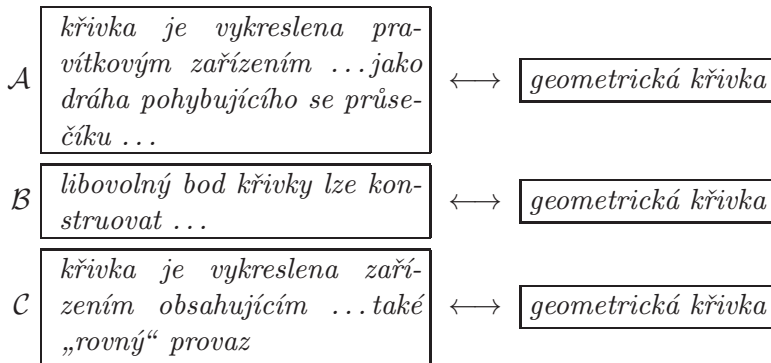 křivka je vykreslena pra-
vítkovým zařízením ... jako
dráha pohybujícího se průse-
číku ...
A
⟷ geometrická křivka
libovolný bod křivky lze kon-
struovat ...
B
⟷ geometrická křivka
křivka je vykreslena zaří-
zením obsahujícím ... také
„rovný“ provaz
C
⟷ geometrická křivka